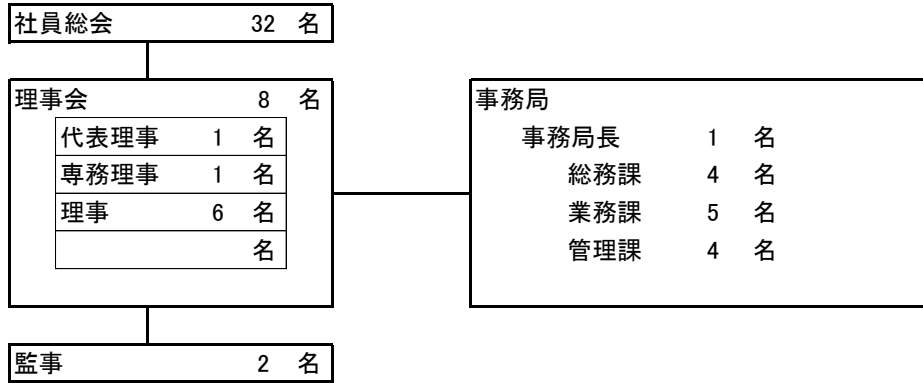 社員総会 32 名
理事会 8 名
代表理事 1 名
専務理事 1 名
理事 6 名
名
事務局
事務局長 1 名
総務課 4 名
業務課 5 名
管理課 4 名
監事 2 名